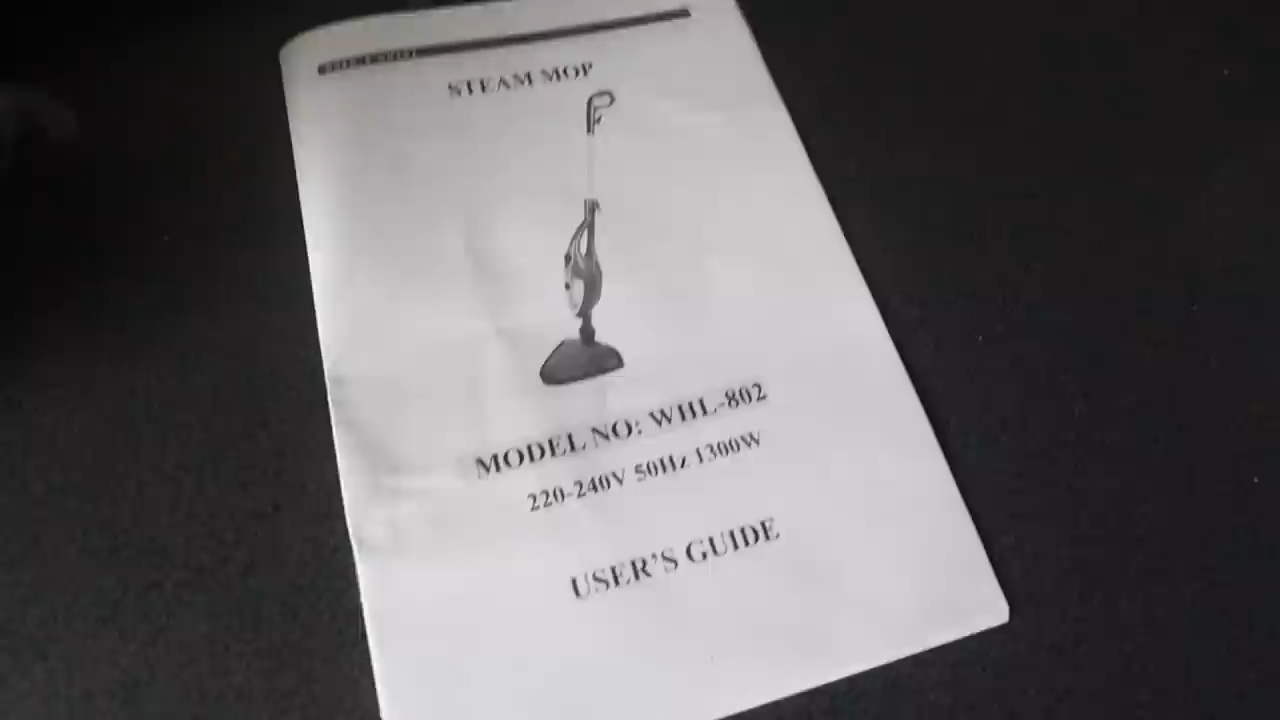 STEAM MOP
MODEL NO: WHL-802
220-240V 50Hz 1300W
USER'S GUIDE